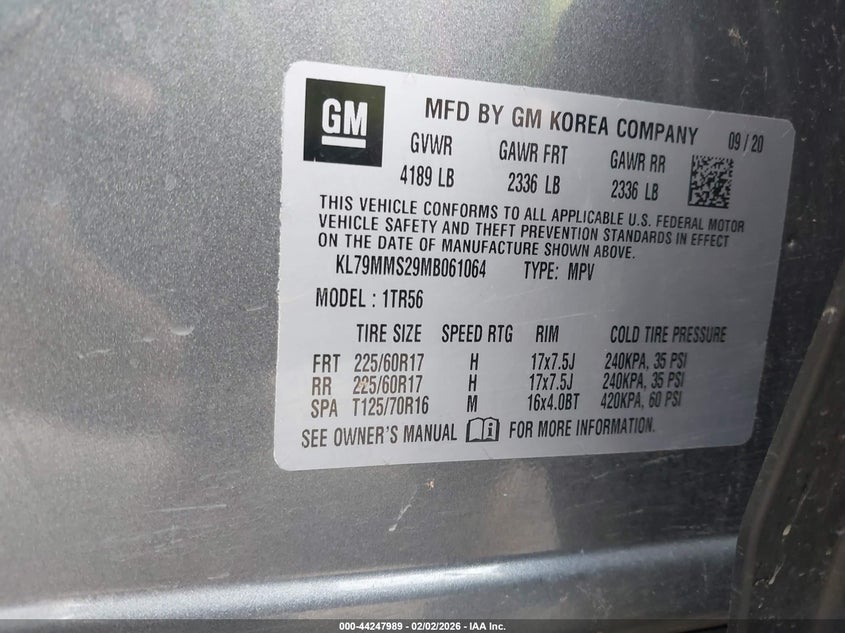 GM
MFD BY GM KOREA COMPANY 09/20
GVWR GAWR FRT GAWR RR
4189 LB 2336 LB 2336 LB
THIS VEHICLE CONFORMS TO ALL APPLICABLE U.S. FEDERAL MOTOR
VEHICLE SAFETY AND THEFT PREVENTION STANDARDS IN EFFECT
ON THE DATE OF MANUFACTURE SHOWN ABOVE.
KL79MMS29MB061064 TYPE: MPV
MODEL : 1TR56
TIRE SIZE SPEED RTG RIM COLD TIRE PRESSURE
FRT 225/60R17 H 17x7.5J 240KPA, 35 PSI
RR 225/60R17 H 17x7.5J 240KPA, 35 PSI
SPA T125/70R16 M 16x4.0BT 420KPA, 60 PSI
SEE OWNER'S MANUAL i FOR MORE INFORMATION.
000-44247989 - 02/02/2026 - IAA Inc.